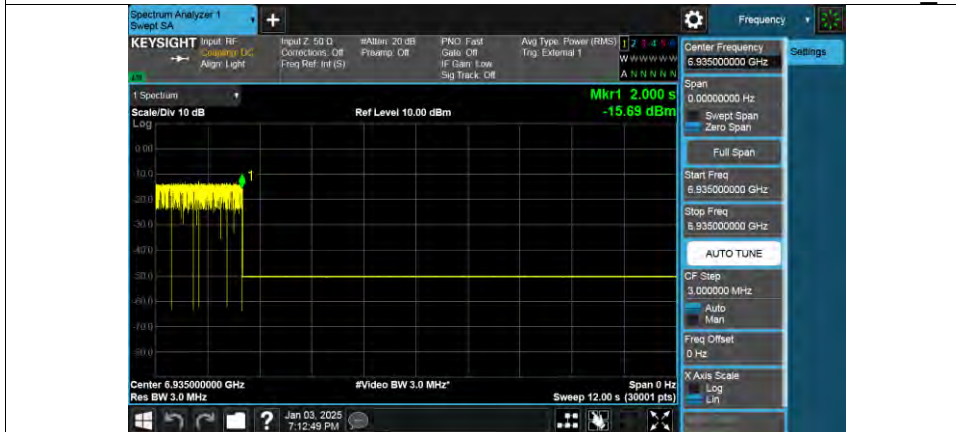 Spectrum Analyzer 1
Swept SA
+
Frequency
KEYSIGHT
Input: RF
Coupling: DC
Align: Light
Input Z: 50 Ω
Corrections: Off
Freq Ref: Int (S)
#Atten: 20 dB
Preamp: Off
PNO: Fast
Gate: Off
IF Gain: Low
Sig Track: Off
Avg Type: Power (RMS)
Trig: External 1
1 2 3 4 5 6
W W W W W W
A N N N N N
Center Frequency
6.935000000 GHz
Settings
Span
0.00000000 Hz
Swept Span
Zero Span
Full Span
Start Freq
6.935000000 GHz
Stop Freq
6.935000000 GHz
AUTO TUNE
CF Step
3.000000 MHz
Auto
Man
Freq Offset
0 Hz
X Axis Scale
Log
Lin
1 Spectrum
Scale/Div 10 dB
Ref Level 10.00 dBm
Mkr1 2.000 s
-15.69 dBm
Log
0.00
-10.0
1
-20.0
-30.0
-40.0
-50.0
-60.0
-70.0
-80.0
Center 6.935000000 GHz
#Video BW 3.0 MHz*
Span 0 Hz
Res BW 3.0 MHz
Sweep 12.00 s (30001 pts)
?
Jan 03, 2025
7:12:49 PM